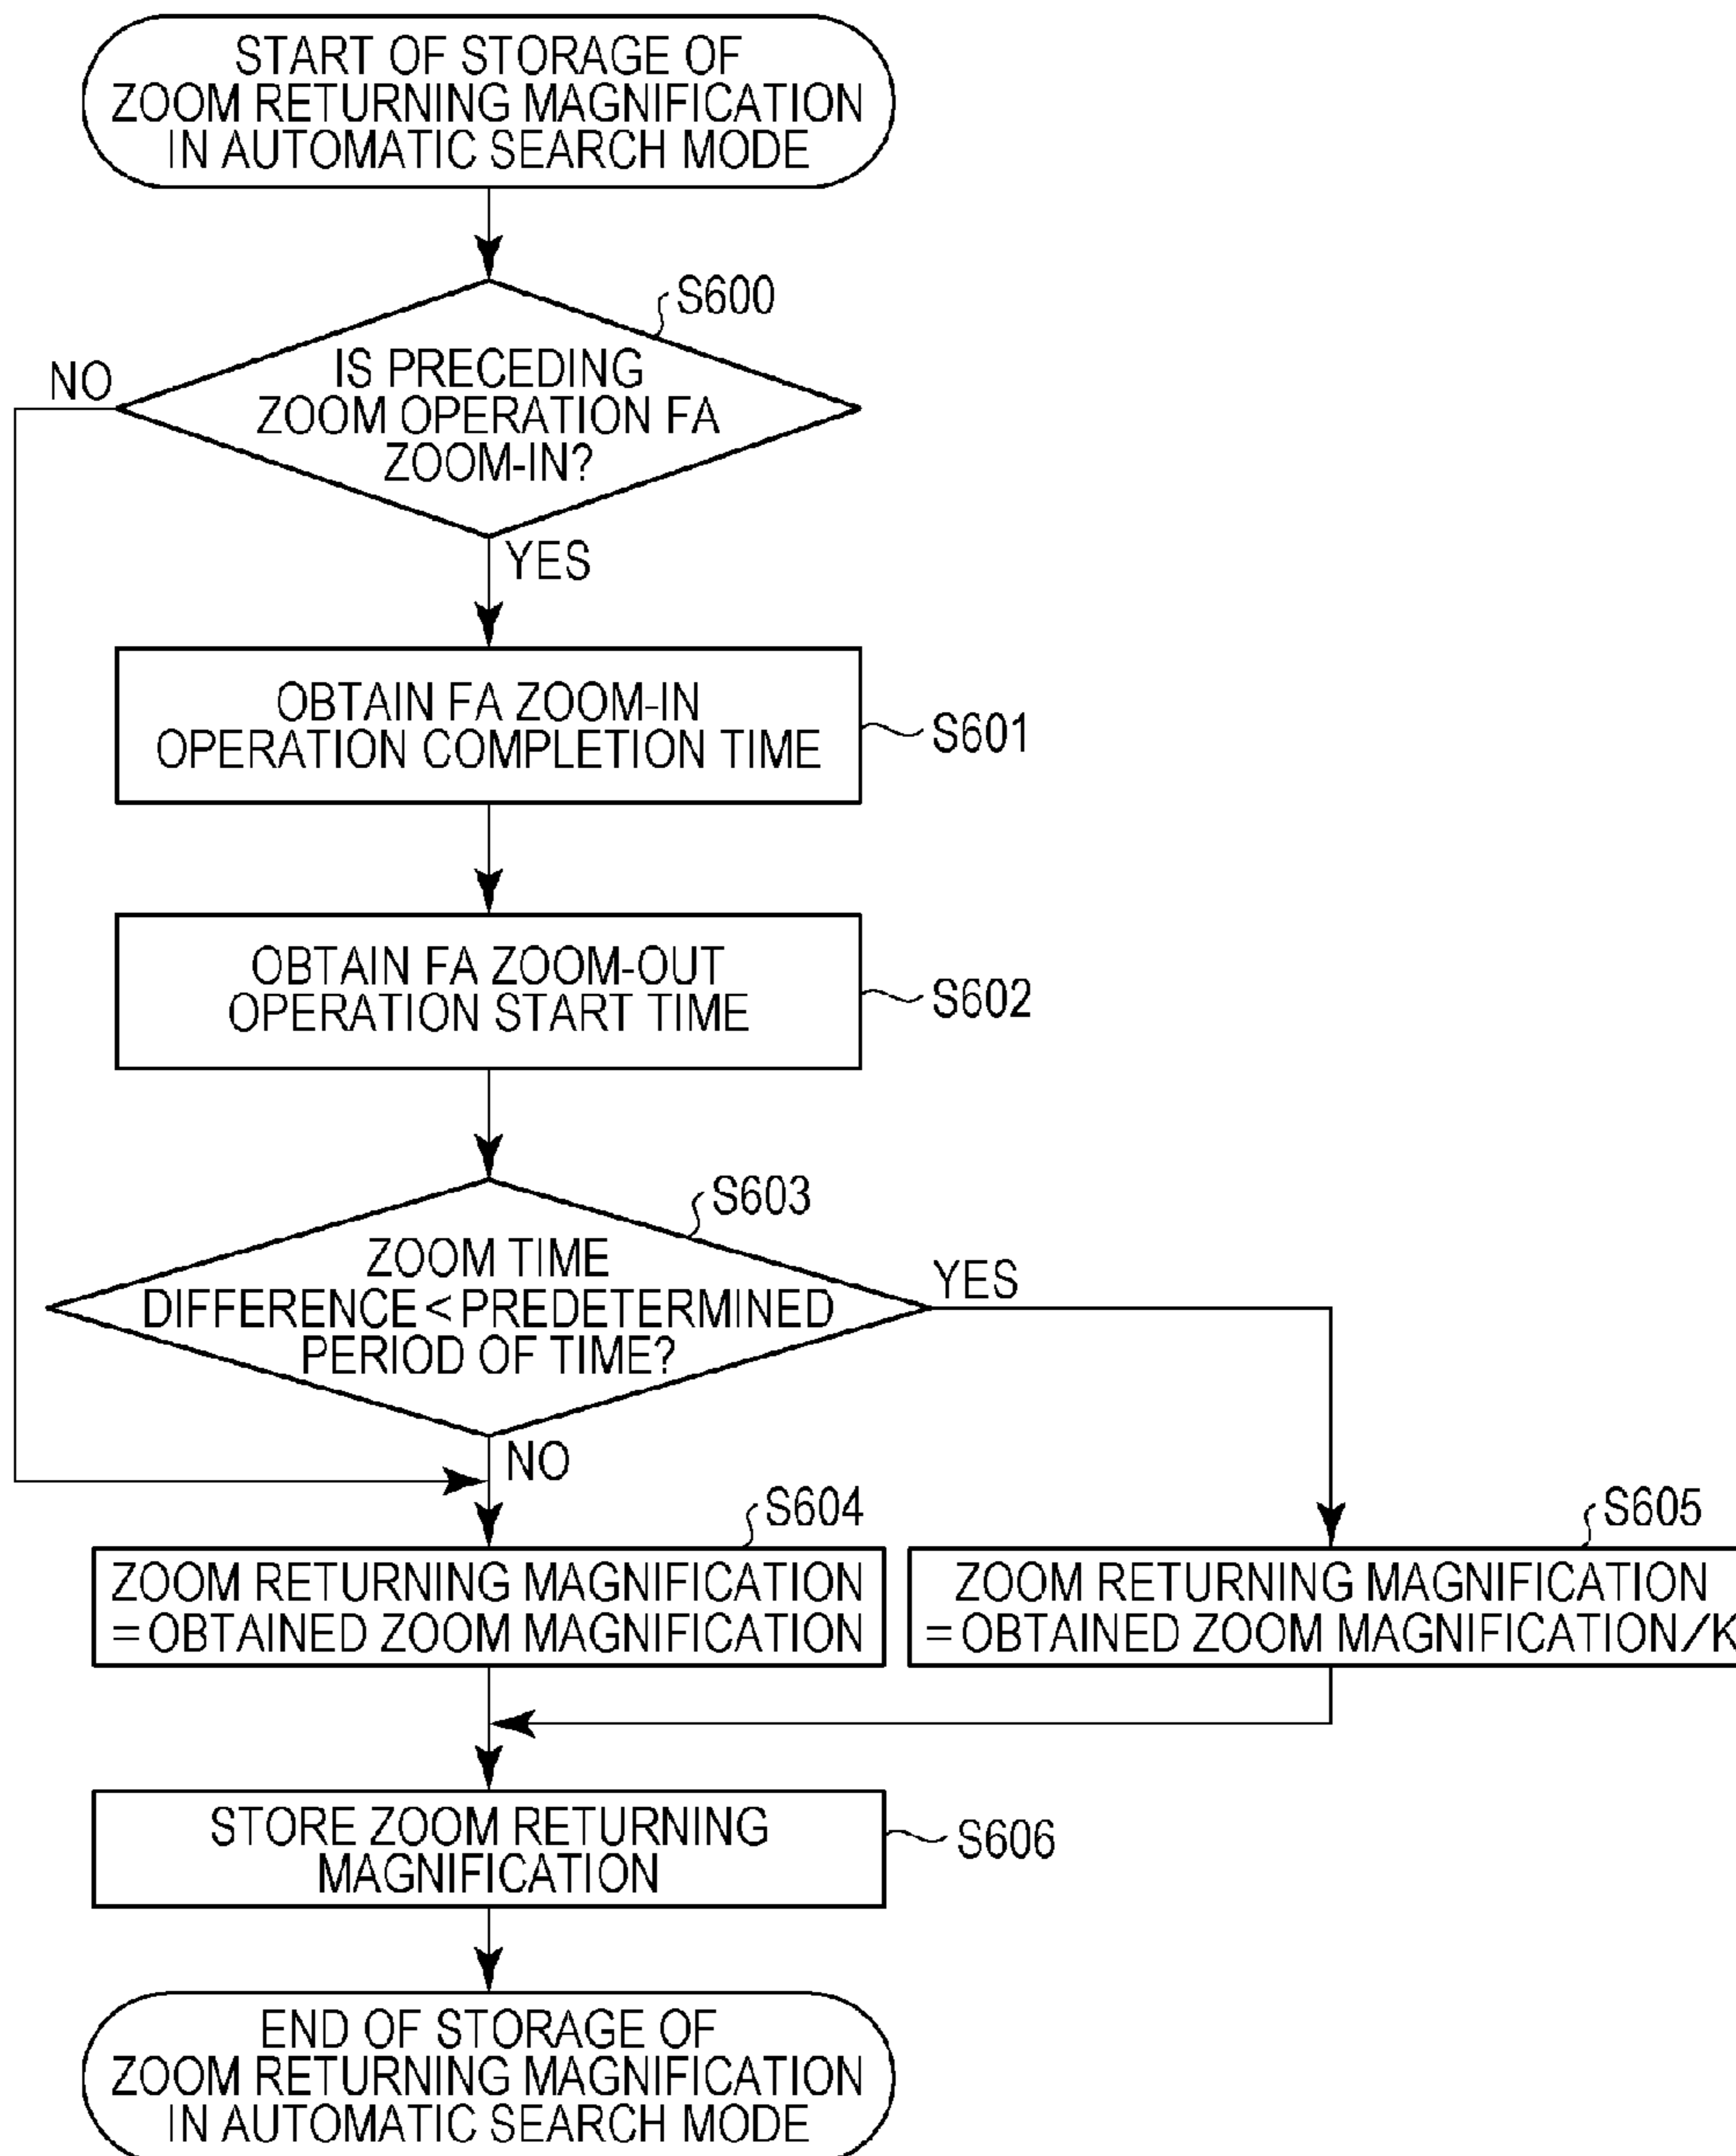 START OF STORAGE OF
ZOOM RETURNING MAGNIFICATION
IN AUTOMATIC SEARCH MODE
S600
IS PRECEDING
ZOOM OPERATION FA
ZOOM-IN?
NO
YES
OBTAIN FA ZOOM-IN
OPERATION COMPLETION TIME
S601
OBTAIN FA ZOOM-OUT
OPERATION START TIME
S602
S603
ZOOM TIME
DIFFERENCE < PREDETERMINED
PERIOD OF TIME?
YES
NO
S604
ZOOM RETURNING MAGNIFICATION
= OBTAINED ZOOM MAGNIFICATION
S605
ZOOM RETURNING MAGNIFICATION
= OBTAINED ZOOM MAGNIFICATION/K
STORE ZOOM RETURNING
MAGNIFICATION
S606
END OF STORAGE OF
ZOOM RETURNING MAGNIFICATION
IN AUTOMATIC SEARCH MODE